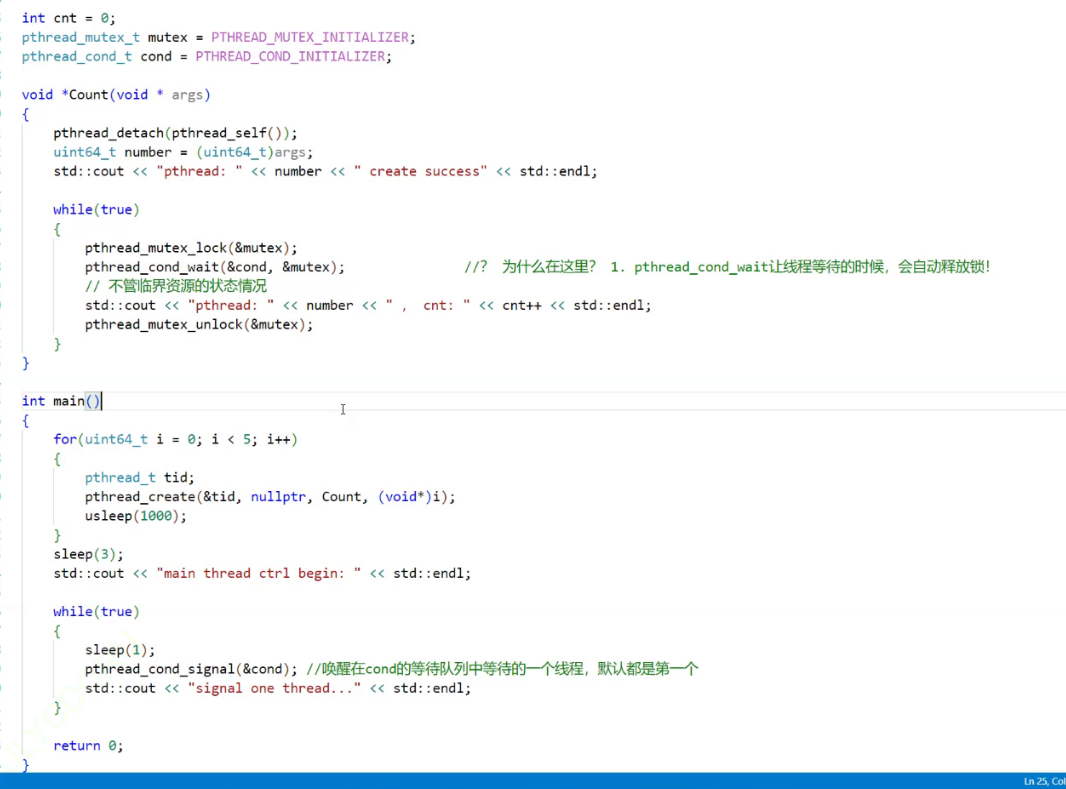 int cnt = 0;
pthread_mutex_t mutex = PTHREAD_MUTEX_INITIALIZER;
pthread_cond_t cond = PTHREAD_COND_INITIALIZER;
void *Count(void * args)
{
pthread_detach(pthread_self());
uint64_t number = (uint64_t)args;
std::cout << "pthread: " << number << " create success" << std::endl;
while(true)
{
pthread_mutex_lock(&mutex);
pthread_cond_wait(&cond, &mutex); //? 为什么在这里? 1. pthread_cond_wait让线程等待的时候，会自动释放锁!
// 不管临界资源的状态情况
std::cout << "pthread: " << number << " , cnt: " << cnt++ << std::endl;
pthread_mutex_unlock(&mutex);
}
}
int main()
{
for(uint64_t i = 0; i < 5; i++)
{
pthread_t tid;
pthread_create(&tid, nullptr, Count, (void*)i);
usleep(1000);
}
sleep(3);
std::cout << "main thread ctrl begin: " << std::endl;
while(true)
{
sleep(1);
pthread_cond_signal(&cond); //唤醒在cond的等待队列中等待的一个线程，默认都是第一个
std::cout << "signal one thread..." << std::endl;
}
return 0;
}
Ln 25, Col